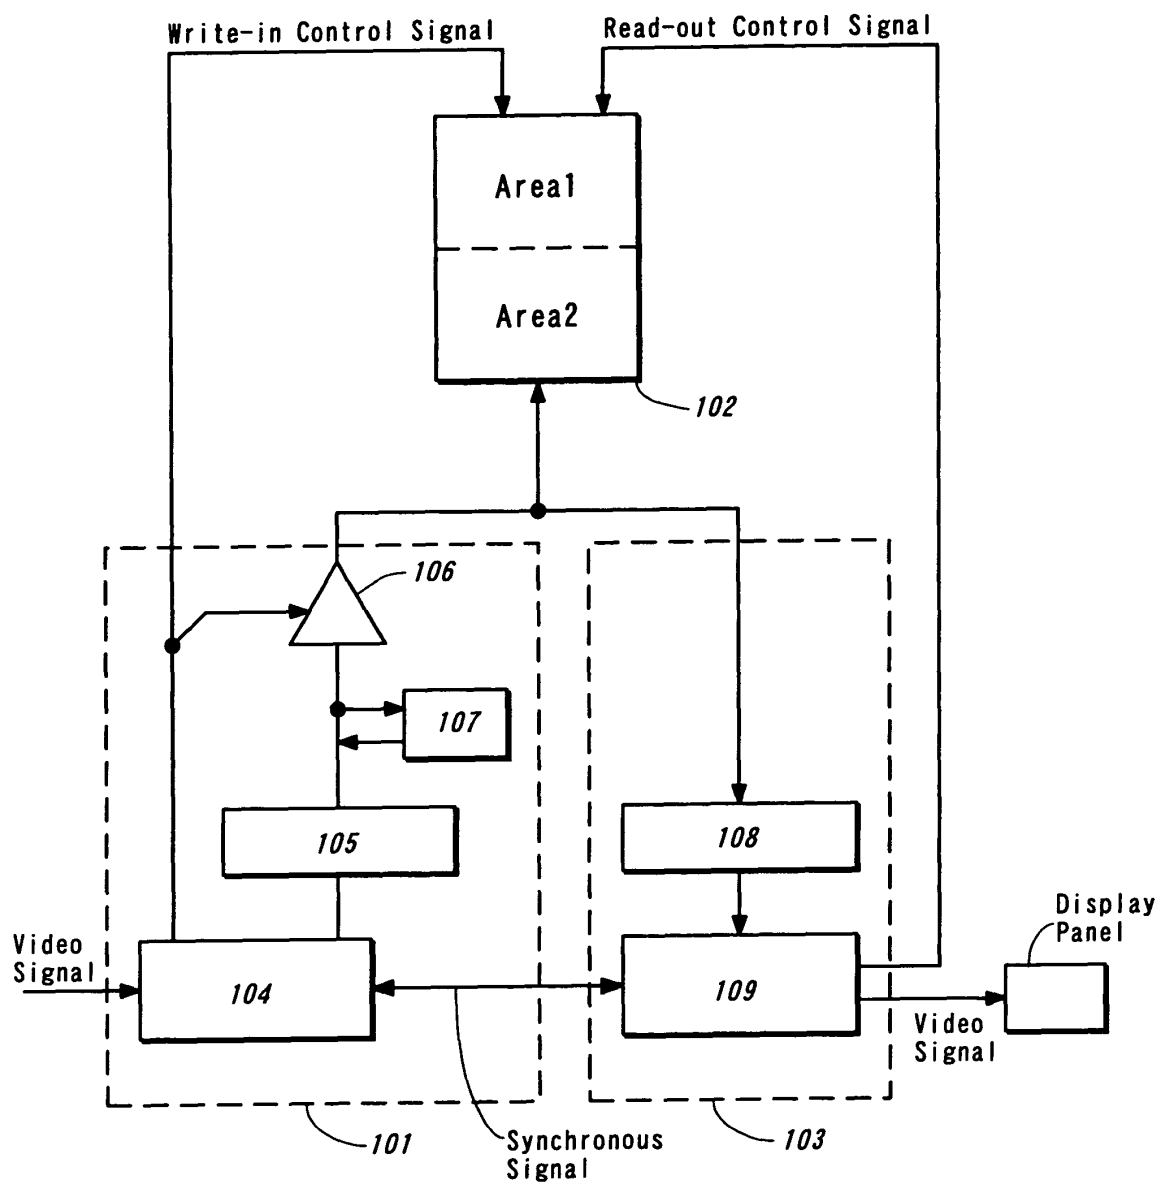 Write-in Control Signal
Read-out Control Signal
Area1
Area2
102
106
107
105
108
Display
Panel
Video
Signal
104
109
Video
Signal
101
Synchronous
Signal
103